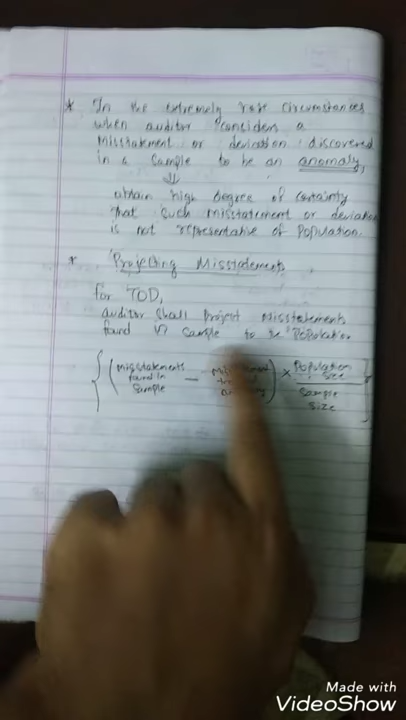 * In the extremely rare circumstances
when auditor considers a
misstatement or deviation discovered
in a sample to be an anomaly,
⇓
obtain high degree of certainty
that such misstatement or deviation
is not representative of population.
* Projecting Misstatements
for TOD,
auditor shall project misstatements
found in sample to the Population
{ ( Misstatements found in Sample − ) × Population Size / Sample Size }
Made with
VideoShow